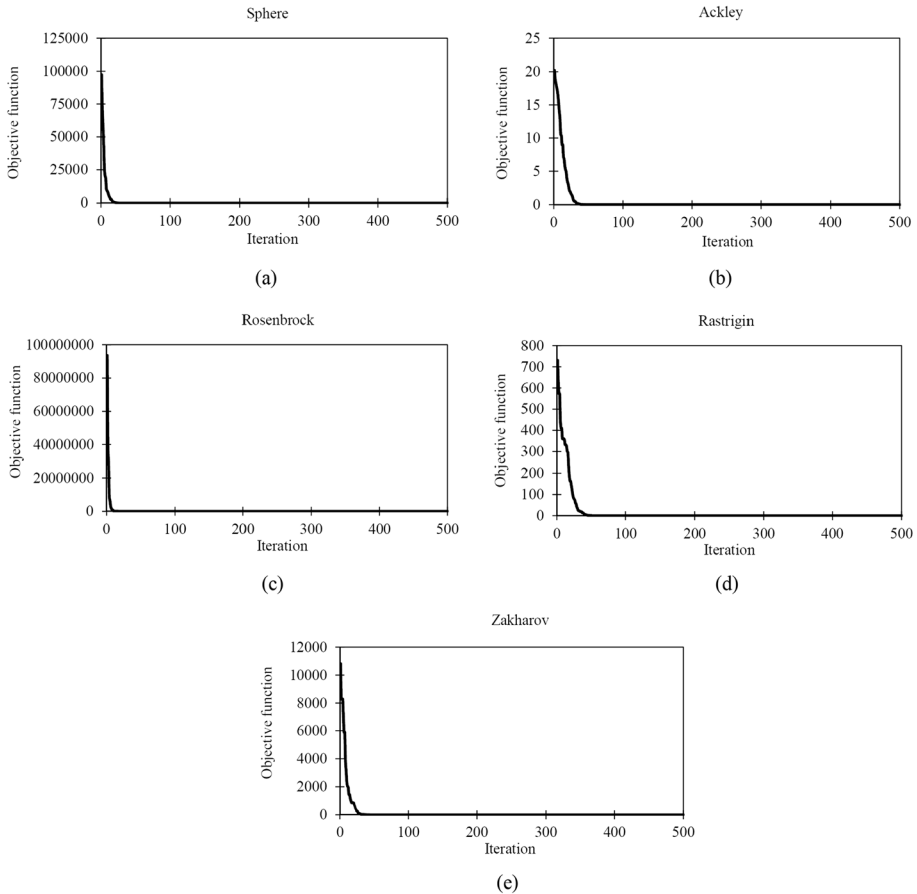 Sphere
125000
100000
75000
50000
25000
0
0 100 200 300 400 500
Objective function
Iteration
(a)
Ackley
25
20
15
10
5
0
0 100 200 300 400 500
Objective function
Iteration
(b)
Rosenbrock
100000000
80000000
60000000
40000000
20000000
0
0 100 200 300 400 500
Objective function
Iteration
(c)
Rastrigin
800
700
600
500
400
300
200
100
0
0 100 200 300 400 500
Objective function
Iteration
(d)
Zakharov
12000
10000
8000
6000
4000
2000
0
0 100 200 300 400 500
Objective function
Iteration
(e)